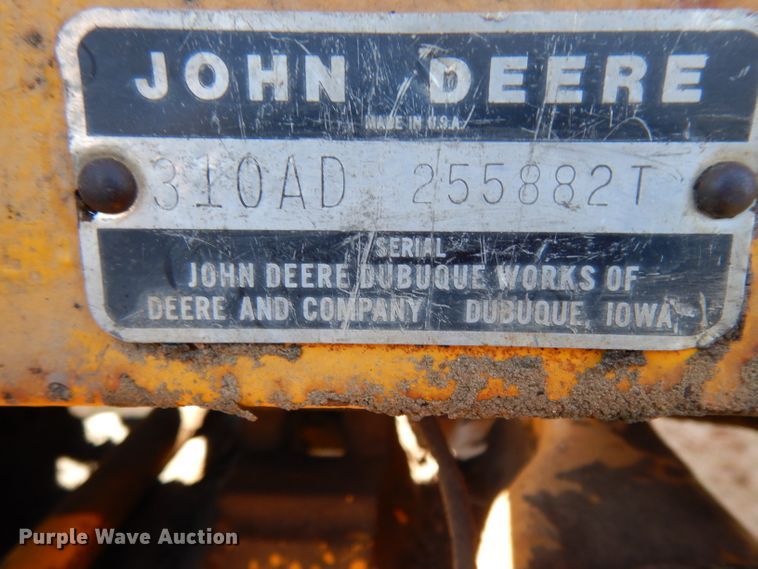 JOHN DEERE
MADE IN U.S.A.
310AD 255882T
SERIAL
JOHN DEERE DUBUQUE WORKS OF
DEERE AND COMPANY DUBUQUE, IOWA
Purple Wave Auction